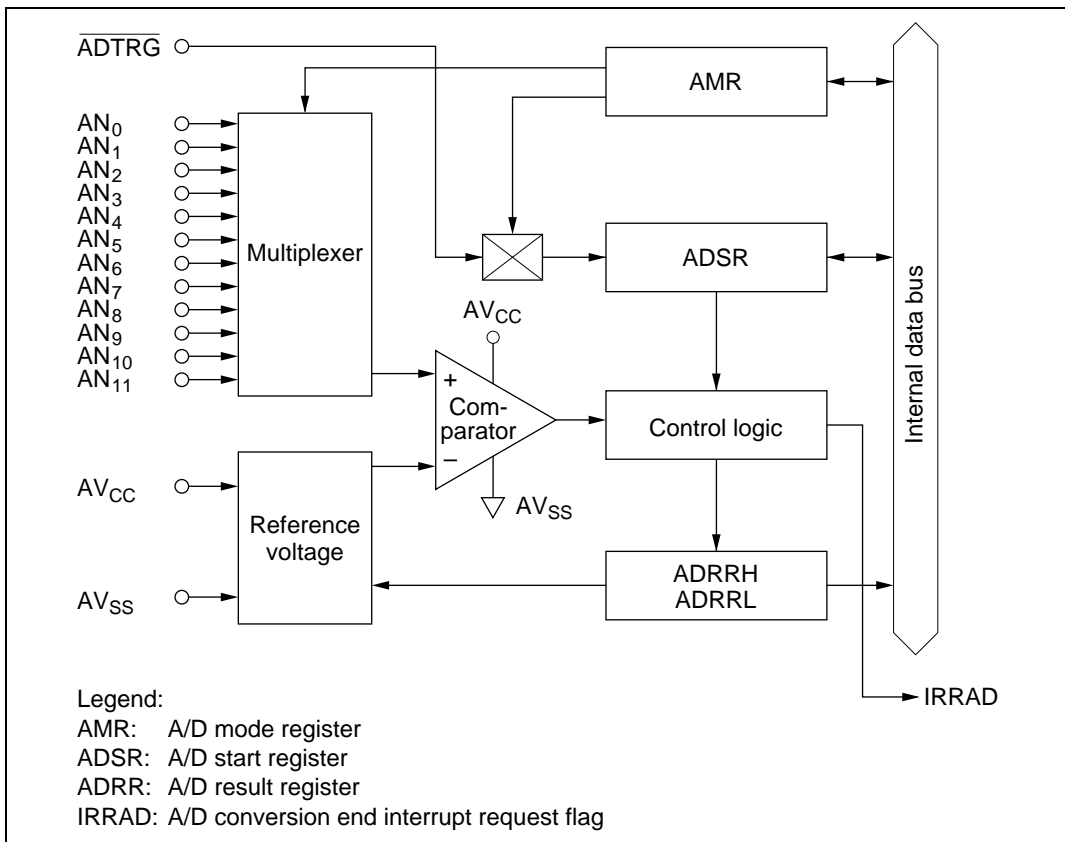 ADTRG
AMR
AN0
AN1
AN2
AN3
AN4
AN5
AN6
AN7
AN8
AN9
AN10
AN11
Multiplexer
ADSR
Internal data bus
AVCC
+
Com-
parator
−
AVSS
Control logic
AVCC
AVSS
Reference
voltage
ADRRH
ADRRL
IRRAD
Legend:
AMR: A/D mode register
ADSR: A/D start register
ADRR: A/D result register
IRRAD: A/D conversion end interrupt request flag